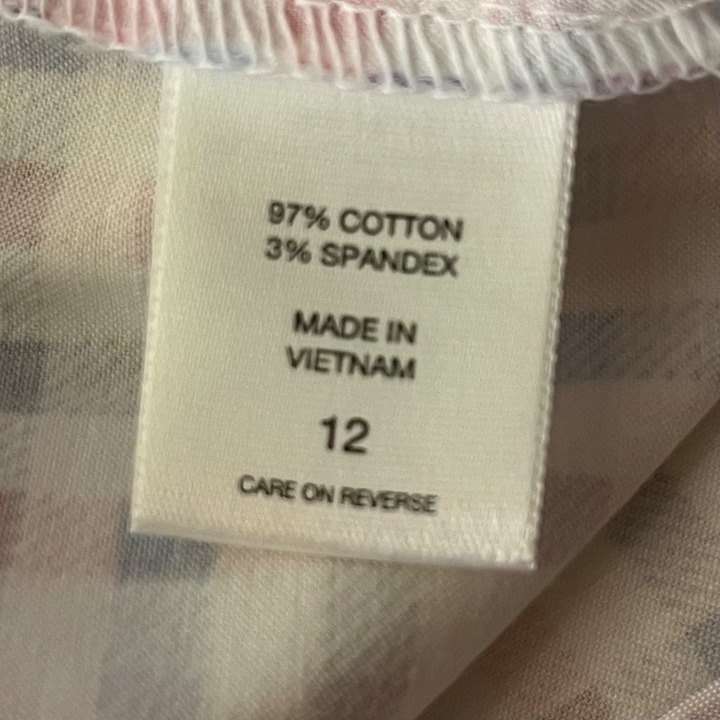 97% COTTON
3% SPANDEX
MADE IN
VIETNAM
12
CARE ON REVERSE